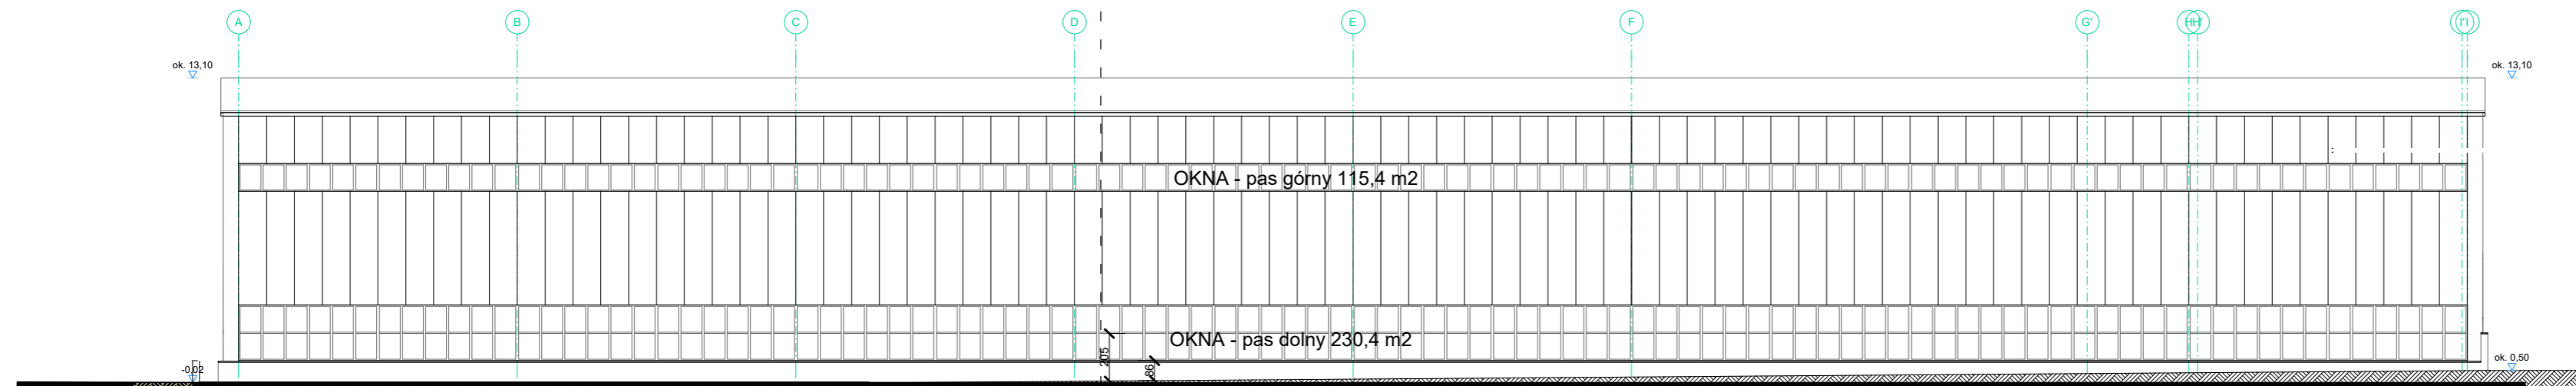 A
B
C
D
E
F
G'
H
H'
I'
I
ok. 13,10
ok. 13,10
OKNA - pas górny 115,4 m2
OKNA - pas dolny 230,4 m2
205
86
-0,02
ok. 0,50